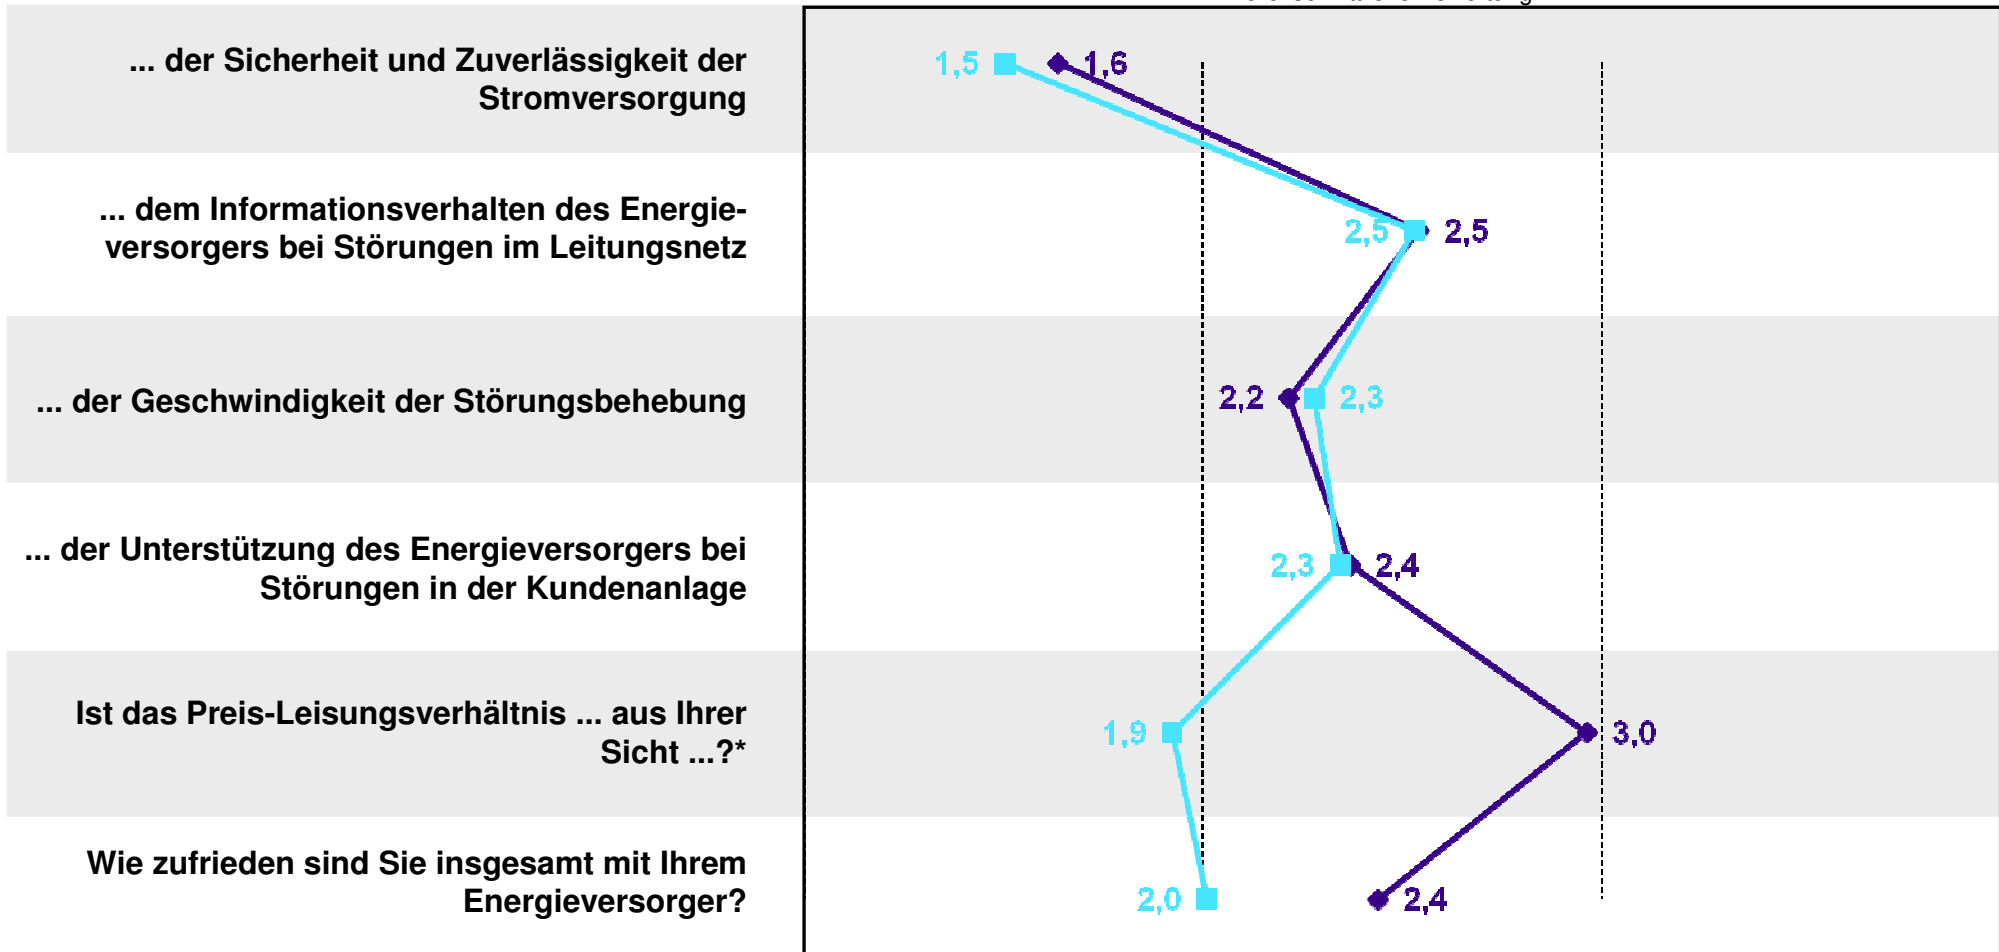 ... der Sicherheit und Zuverlässigkeit der
Stromversorgung
1,5
1,6
... dem Informationsverhalten des Energie-
versorgers bei Störungen im Leitungsnetz
2,5
2,5
... der Geschwindigkeit der Störungsbehebung
2,2
2,3
... der Unterstützung des Energieversorgers bei
Störungen in der Kundenanlage
2,3
2,4
Ist das Preis-Leisungsverhältnis ... aus Ihrer
Sicht ...?*
1,9
3,0
Wie zufrieden sind Sie insgesamt mit Ihrem
Energieversorger?
2,0
2,4